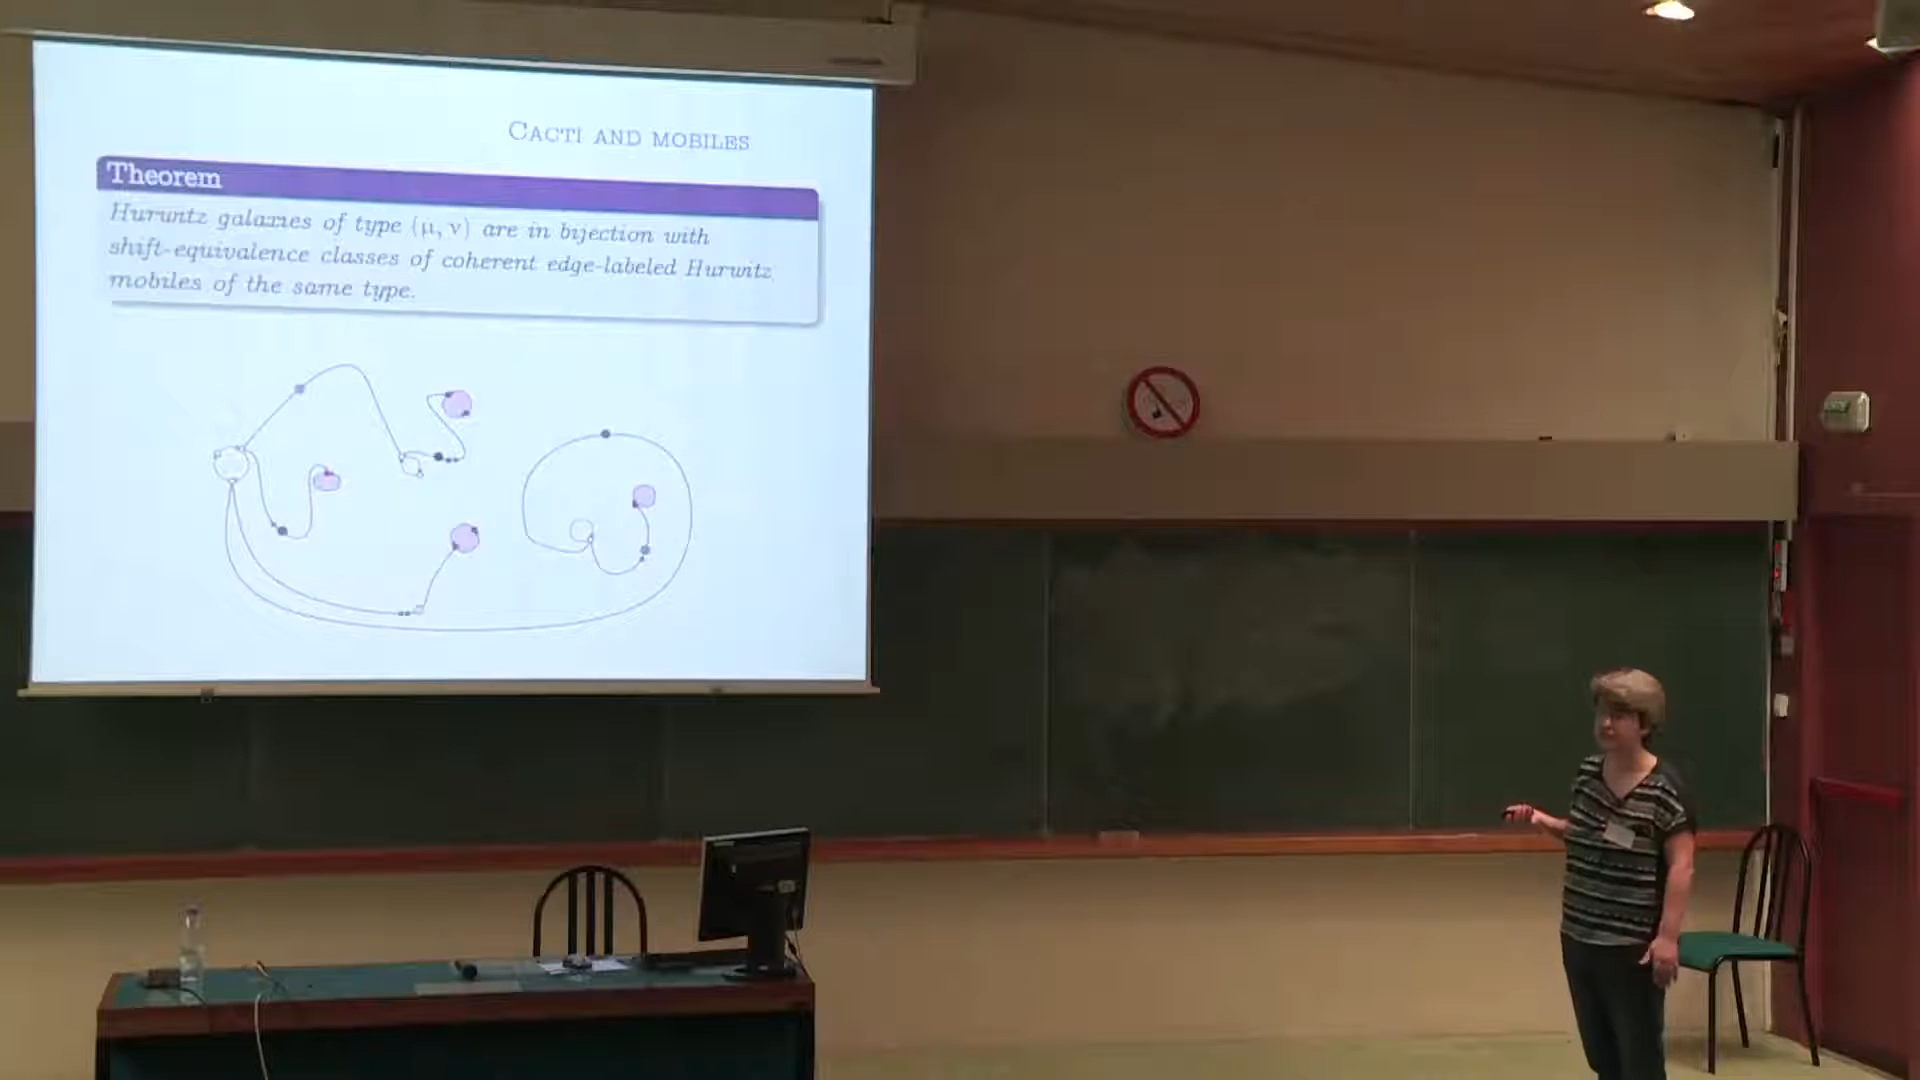 CACTI AND MOBILES
Theorem
Hurwitz galaxies of type (μ, ν) are in bijection with
shift-equivalence classes of coherent edge-labeled Hurwitz
mobiles of the same type.